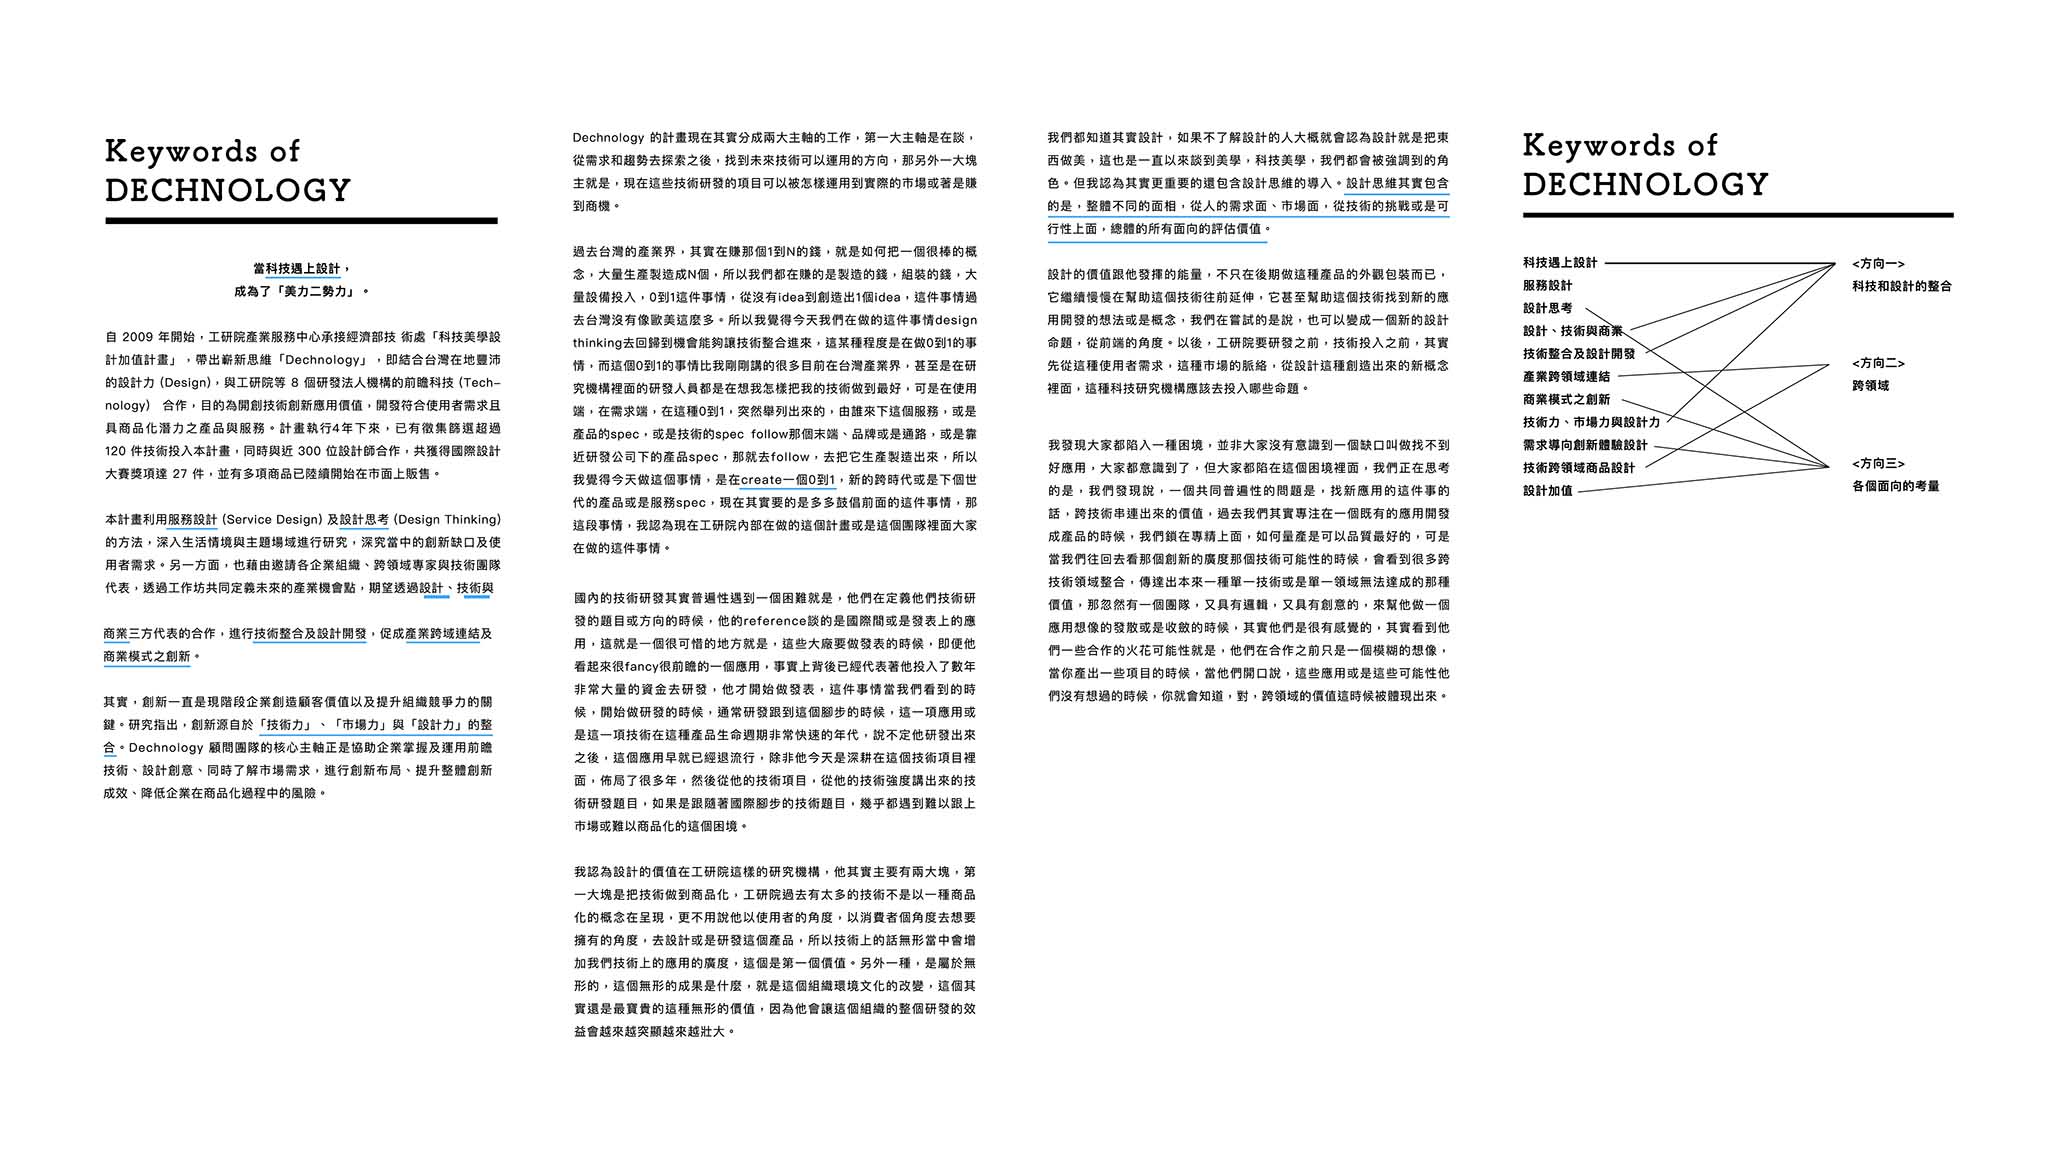 Keywords of
DECHNOLOGY
當科技遇上設計，
成為了「美力二勢力」。
自 2009 年開始，工研院產業服務中心承接經濟部技 術處「科技美學設
計加值計畫」，帶出嶄新思維「Dechnology」，即結合台灣在地豐沛
的設計力 (Design)，與工研院等 8 個研發法人機構的前瞻科技 (Tech-
nology)　合作，目的為開創技術創新應用價值，開發符合使用者需求且
具商品化潛力之產品與服務。計畫執行4年下來，已有徵集篩選超過
120 件技術投入本計畫，同時與近 300 位設計師合作，共獲得國際設計
大賽獎項達 27 件，並有多項商品已陸續開始在市面上販售。
本計畫利用服務設計 (Service Design) 及設計思考 (Design Thinking)
的方法，深入生活情境與主題場域進行研究，深究當中的創新缺口及使
用者需求。另一方面，也藉由邀請各企業組織、跨領域專家與技術團隊
代表，透過工作坊共同定義未來的產業機會點，期望透過設計、技術與
商業三方代表的合作，進行技術整合及設計開發，促成產業跨域連結及
商業模式之創新。
其實，創新一直是現階段企業創造顧客價值以及提升組織競爭力的關
鍵。研究指出，創新源自於「技術力」、「市場力」與「設計力」的整
合。Dechnology 顧問團隊的核心主軸正是協助企業掌握及運用前瞻
技術、設計創意、同時了解市場需求，進行創新布局、提升整體創新
成效、降低企業在商品化過程中的風險。
Dechnology 的計畫現在其實分成兩大主軸的工作，第一大主軸是在談，
從需求和趨勢去探索之後，找到未來技術可以運用的方向，那另外一大塊
主就是，現在這些技術研發的項目可以被怎樣運用到實際的市場或著是賺
到商機。
過去台灣的產業界，其實在賺那個1到N的錢，就是如何把一個很棒的概
念，大量生產製造成N個，所以我們都在賺的是製造的錢，組裝的錢，大
量設備投入，0到1這件事情，從沒有idea到創造出1個idea，這件事情過
去台灣沒有像歐美這麼多。所以我覺得今天我們在做的這件事情design
thinking去回歸到機會能夠讓技術整合進來，這某種程度是在做0到1的事
情，而這個0到1的事情比我剛剛講的很多目前在台灣產業界，甚至是在研
究機構裡面的研發人員都是在想我怎樣把我的技術做到最好，可是在使用
端，在需求端，在這種0到1，突然舉列出來的，由誰來下這個服務，或是
產品的spec，或是技術的spec follow那個末端、品牌或是通路，或是靠
近研發公司下的產品spec，那就去follow，去把它生產製造出來，所以
我覺得今天做這個事情，是在create一個0到1，新的跨時代或是下個世
代的產品或是服務spec，現在其實要的是多多鼓倡前面的這件事情，那
這段事情，我認為現在工研院內部在做的這個計畫或是這個團隊裡面大家
在做的這件事情。
國內的技術研發其實普遍性遇到一個困難就是，他們在定義他們技術研
發的題目或方向的時候，他的reference談的是國際間或是發表上的應
用，這就是一個很可惜的地方就是，這些大廠要做發表的時候，即便他
看起來很fancy很前瞻的一個應用，事實上背後已經代表著他投入了數年
非常大量的資金去研發，他才開始做發表，這件事情當我們看到的時
候，開始做研發的時候，通常研發跟到這個腳步的時候，這一項應用或
是這一項技術在這種產品生命週期非常快速的年代，說不定他研發出來
之後，這個應用早就已經退流行，除非他今天是深耕在這個技術項目裡
面，佈局了很多年，然後從他的技術項目，從他的技術強度講出來的技
術研發題目，如果是跟隨著國際腳步的技術題目，幾乎都遇到難以跟上
市場或難以商品化的這個困境。
我認為設計的價值在工研院這樣的研究機構，他其實主要有兩大塊，第
一大塊是把技術做到商品化，工研院過去有太多的技術不是以一種商品
化的概念在呈現，更不用說他以使用者的角度，以消費者個角度去想要
擁有的角度，去設計或是研發這個產品，所以技術上的話無形當中會增
加我們技術上的應用的廣度，這個是第一個價值。另外一種，是屬於無
形的，這個無形的成果是什麼，就是這個組織環境文化的改變，這個其
實還是最寶貴的這種無形的價值，因為他會讓這個組織的整個研發的效
益會越來越突顯越來越壯大。
我們都知道其實設計，如果不了解設計的人大概就會認為設計就是把東
西做美，這也是一直以來談到美學，科技美學，我們都會被強調到的角
色。但我認為其實更重要的還包含設計思維的導入。設計思維其實包含
的是，整體不同的面相，從人的需求面、市場面，從技術的挑戰或是可
行性上面，總體的所有面向的評估價值。
設計的價值跟他發揮的能量，不只在後期做這種產品的外觀包裝而已，
它繼續慢慢在幫助這個技術往前延伸，它甚至幫助這個技術找到新的應
用開發的想法或是概念，我們在嘗試的是說，也可以變成一個新的設計
命題，從前端的角度。以後，工研院要研發之前，技術投入之前，其實
先從這種使用者需求，這種市場的脈絡，從設計這種創造出來的新概念
裡面，這種科技研究機構應該去投入哪些命題。
我發現大家都陷入一種困境，並非大家沒有意識到一個缺口叫做找不到
好應用，大家都意識到了，但大家都陷在這個困境裡面，我們正在思考
的是，我們發現說，一個共同普遍性的問題是，找新應用的這件事的
話，跨技術串連出來的價值，過去我們其實專注在一個既有的應用開發
成產品的時候，我們鎖在專精上面，如何量產是可以品質最好的，可是
當我們往回去看那個創新的廣度那個技術可能性的時候，會看到很多跨
技術領域整合，傳達出本來一種單一技術或是單一領域無法達成的那種
價值，那忽然有一個團隊，又具有邏輯，又具有創意的，來幫他做一個
應用想像的發散或是收斂的時候，其實他們是很有感覺的，其實看到他
們一些合作的火花可能性就是，他們在合作之前只是一個模糊的想像，
當你產出一些項目的時候，當他們開口說，這些應用或是這些可能性他
們沒有想過的時候，你就會知道，對，跨領域的價值這時候被體現出來。
Keywords of
DECHNOLOGY
科技遇上設計
服務設計
設計思考
設計、技術與商業
技術整合及設計開發
產業跨領域連結
商業模式之創新
技術力、市場力與設計力
需求導向創新體驗設計
技術跨領域商品設計
設計加值
<方向一>
科技和設計的整合
<方向二>
跨領域
<方向三>
各個面向的考量